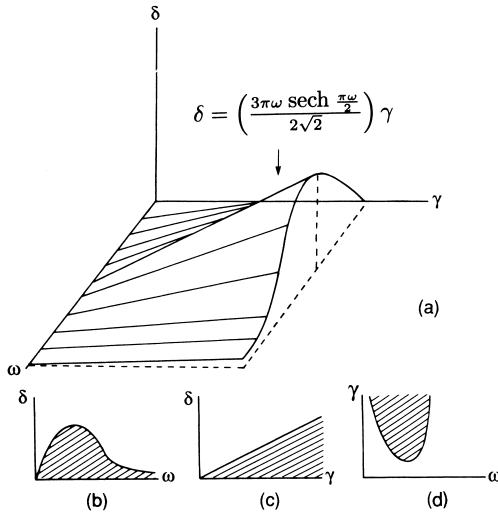 δ
δ = ( 3πω sech πω/2 / 2√2 ) γ
γ
(a)
ω
δ
ω
(b)
δ
γ
(c)
γ
ω
(d)